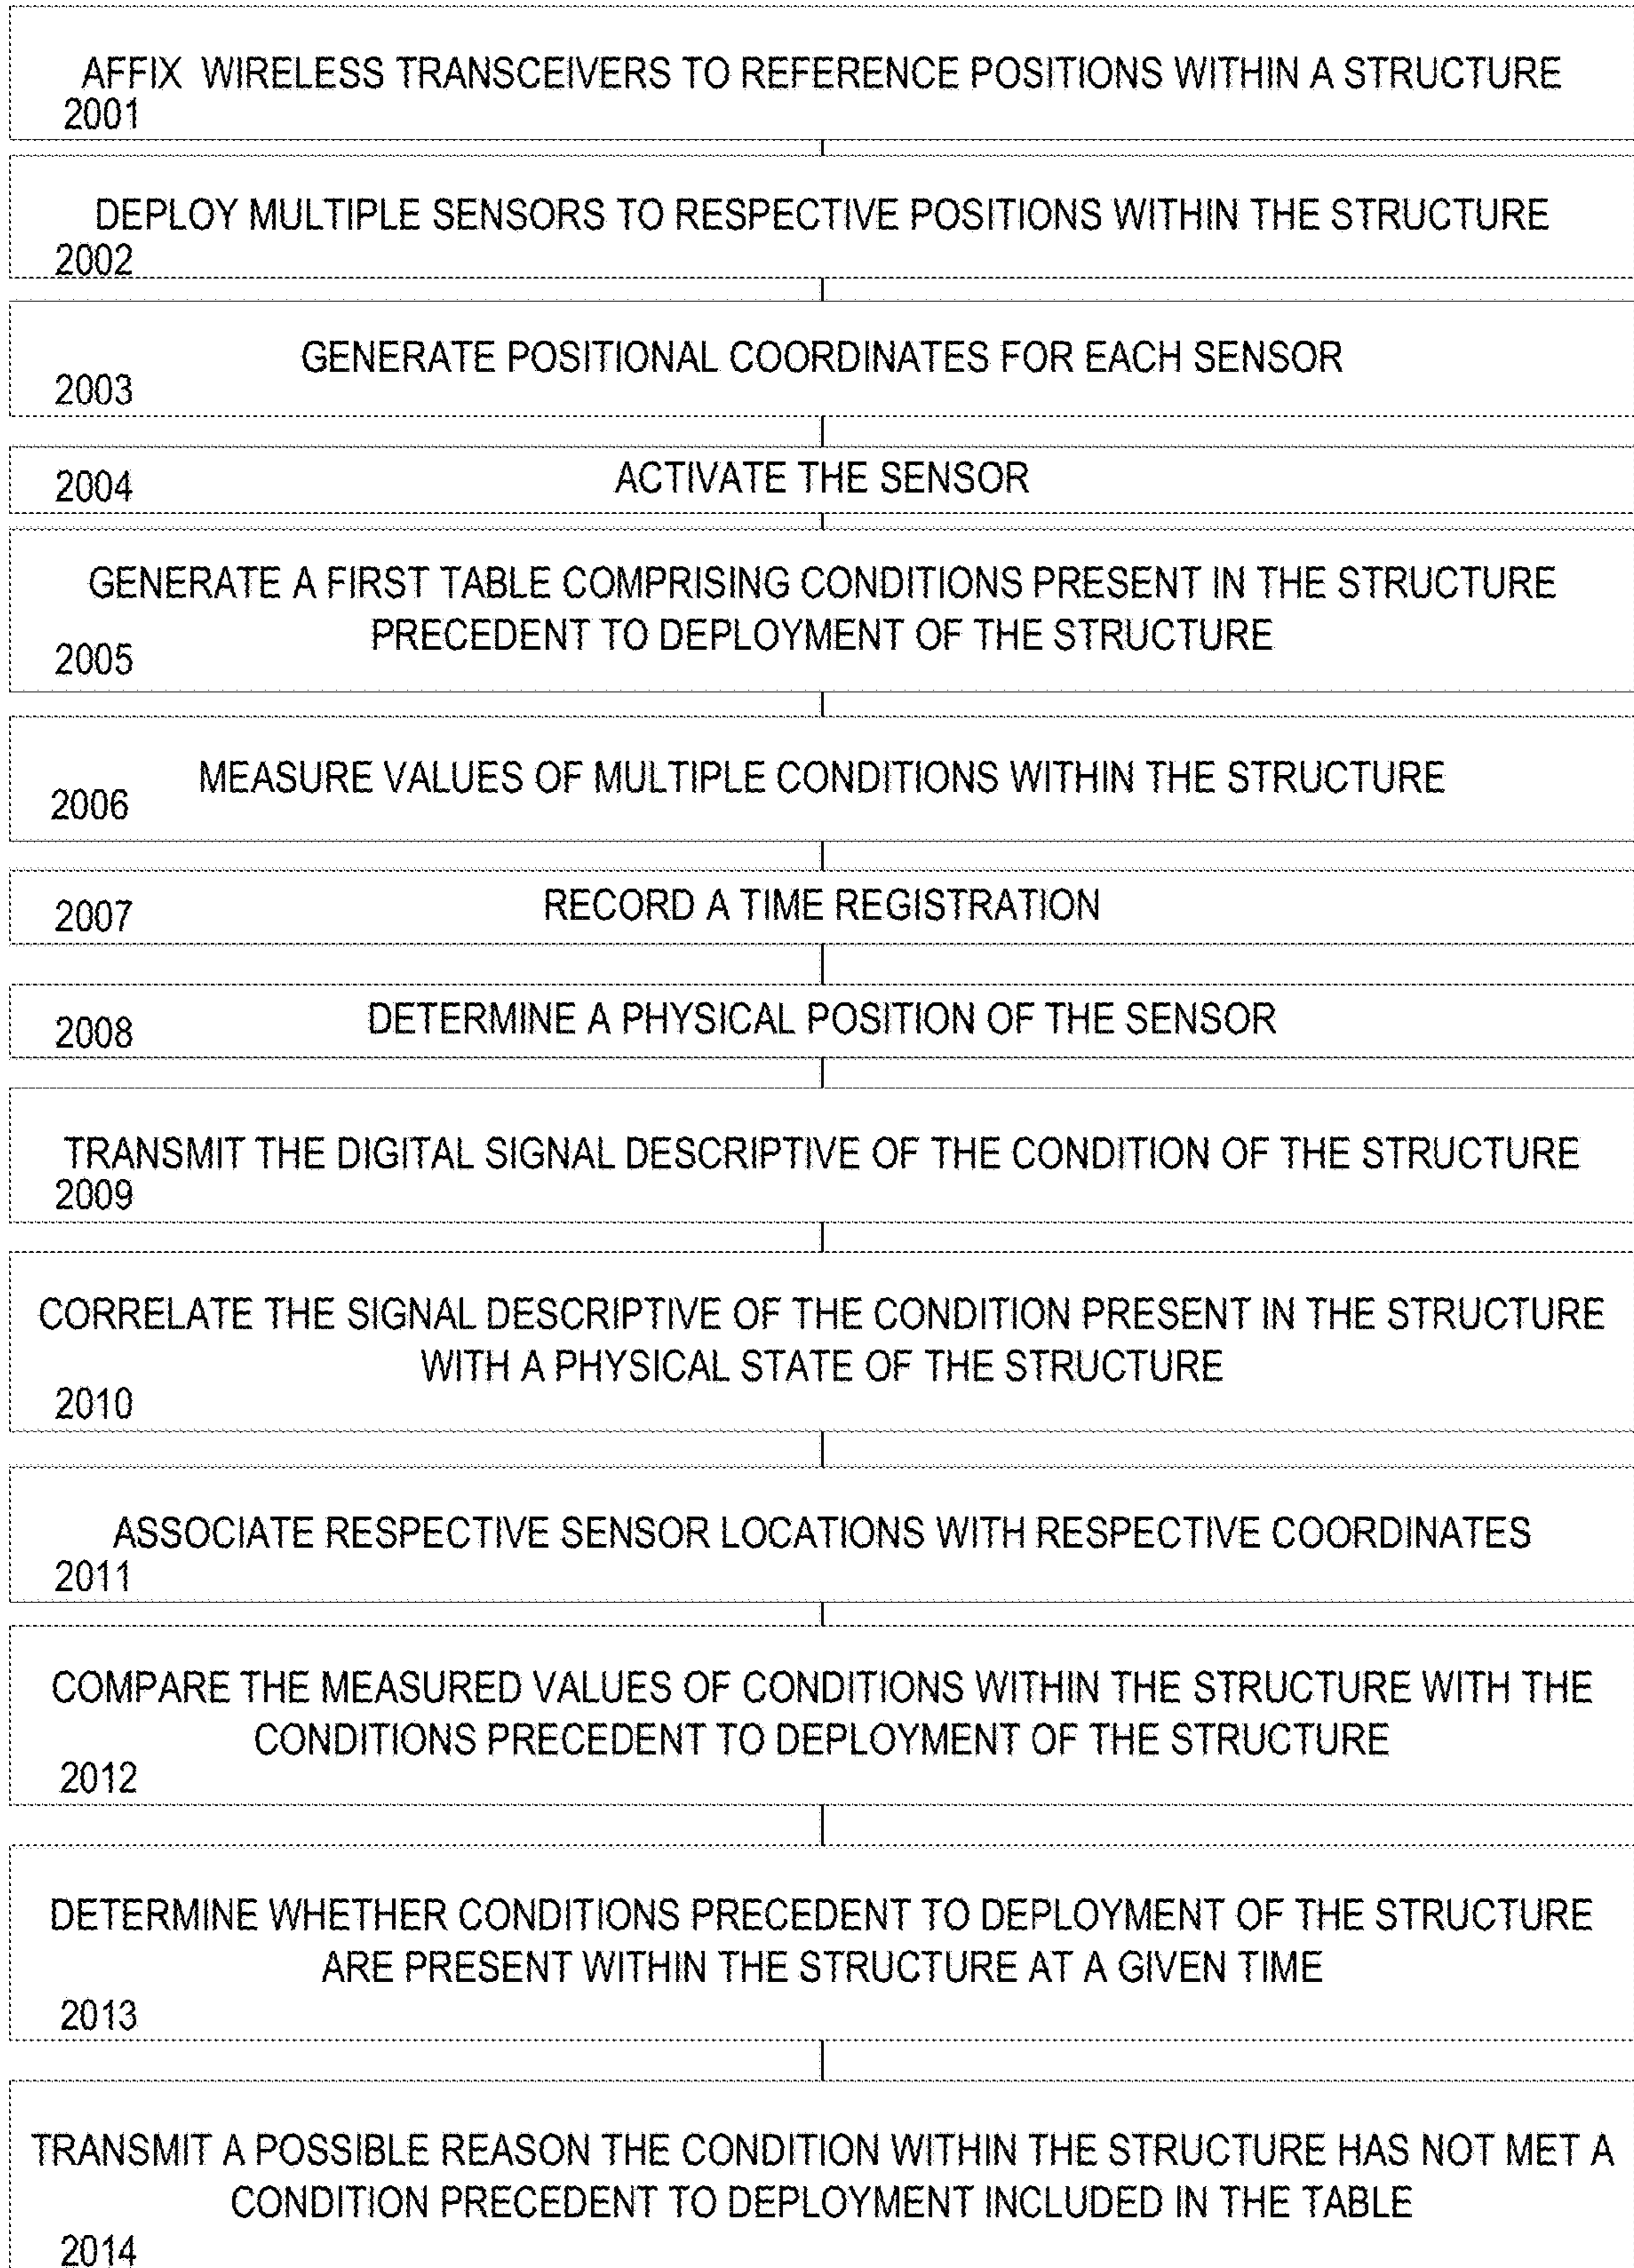 AFFIX WIRELESS TRANSCEIVERS TO REFERENCE POSITIONS WITHIN A STRUCTURE
2001
DEPLOY MULTIPLE SENSORS TO RESPECTIVE POSITIONS WITHIN THE STRUCTURE
2002
GENERATE POSITIONAL COORDINATES FOR EACH SENSOR
2003
ACTIVATE THE SENSOR
2004
GENERATE A FIRST TABLE COMPRISING CONDITIONS PRESENT IN THE STRUCTURE
PRECEDENT TO DEPLOYMENT OF THE STRUCTURE
2005
MEASURE VALUES OF MULTIPLE CONDITIONS WITHIN THE STRUCTURE
2006
RECORD A TIME REGISTRATION
2007
DETERMINE A PHYSICAL POSITION OF THE SENSOR
2008
TRANSMIT THE DIGITAL SIGNAL DESCRIPTIVE OF THE CONDITION OF THE STRUCTURE
2009
CORRELATE THE SIGNAL DESCRIPTIVE OF THE CONDITION PRESENT IN THE STRUCTURE
WITH A PHYSICAL STATE OF THE STRUCTURE
2010
ASSOCIATE RESPECTIVE SENSOR LOCATIONS WITH RESPECTIVE COORDINATES
2011
COMPARE THE MEASURED VALUES OF CONDITIONS WITHIN THE STRUCTURE WITH THE
CONDITIONS PRECEDENT TO DEPLOYMENT OF THE STRUCTURE
2012
DETERMINE WHETHER CONDITIONS PRECEDENT TO DEPLOYMENT OF THE STRUCTURE
ARE PRESENT WITHIN THE STRUCTURE AT A GIVEN TIME
2013
TRANSMIT A POSSIBLE REASON THE CONDITION WITHIN THE STRUCTURE HAS NOT MET A
CONDITION PRECEDENT TO DEPLOYMENT INCLUDED IN THE TABLE
2014